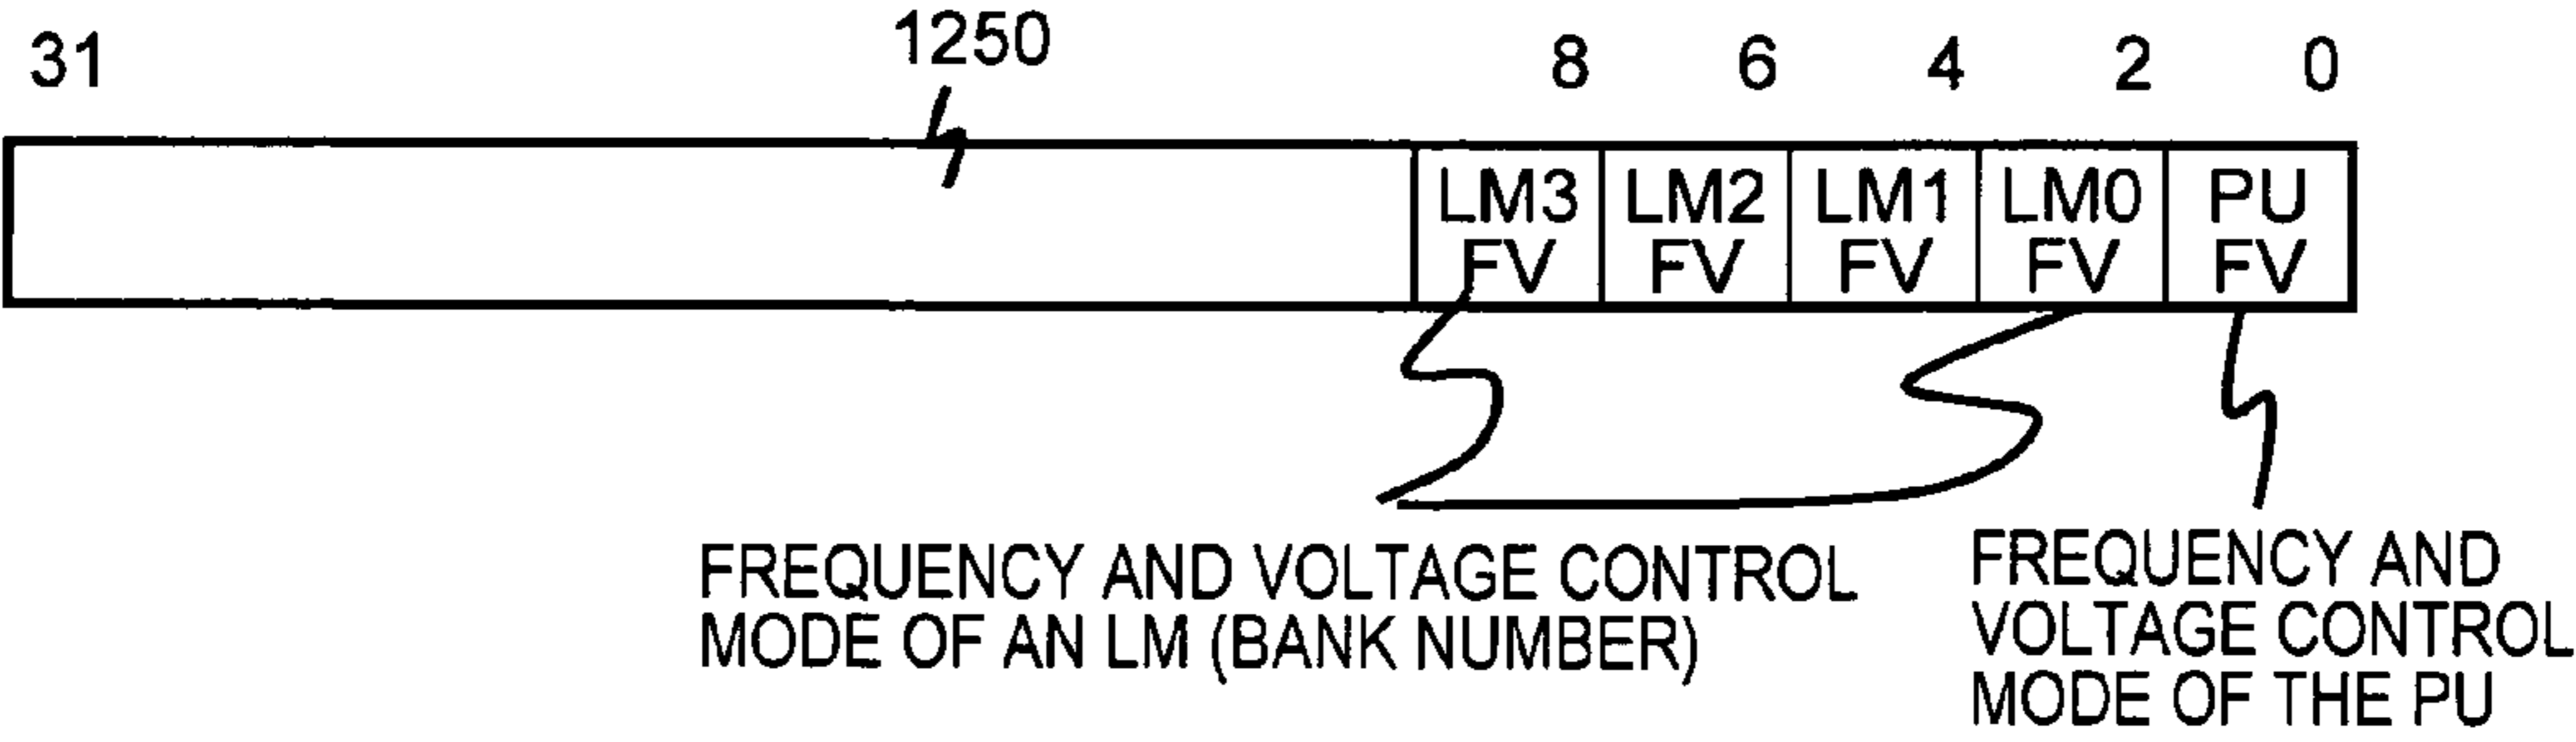 31 1250 8 6 4 2 0
LM3 LM2 LM1 LM0 PU
FV FV FV FV FV
FREQUENCY AND VOLTAGE CONTROL
MODE OF AN LM (BANK NUMBER)
FREQUENCY AND
VOLTAGE CONTROL
MODE OF THE PU